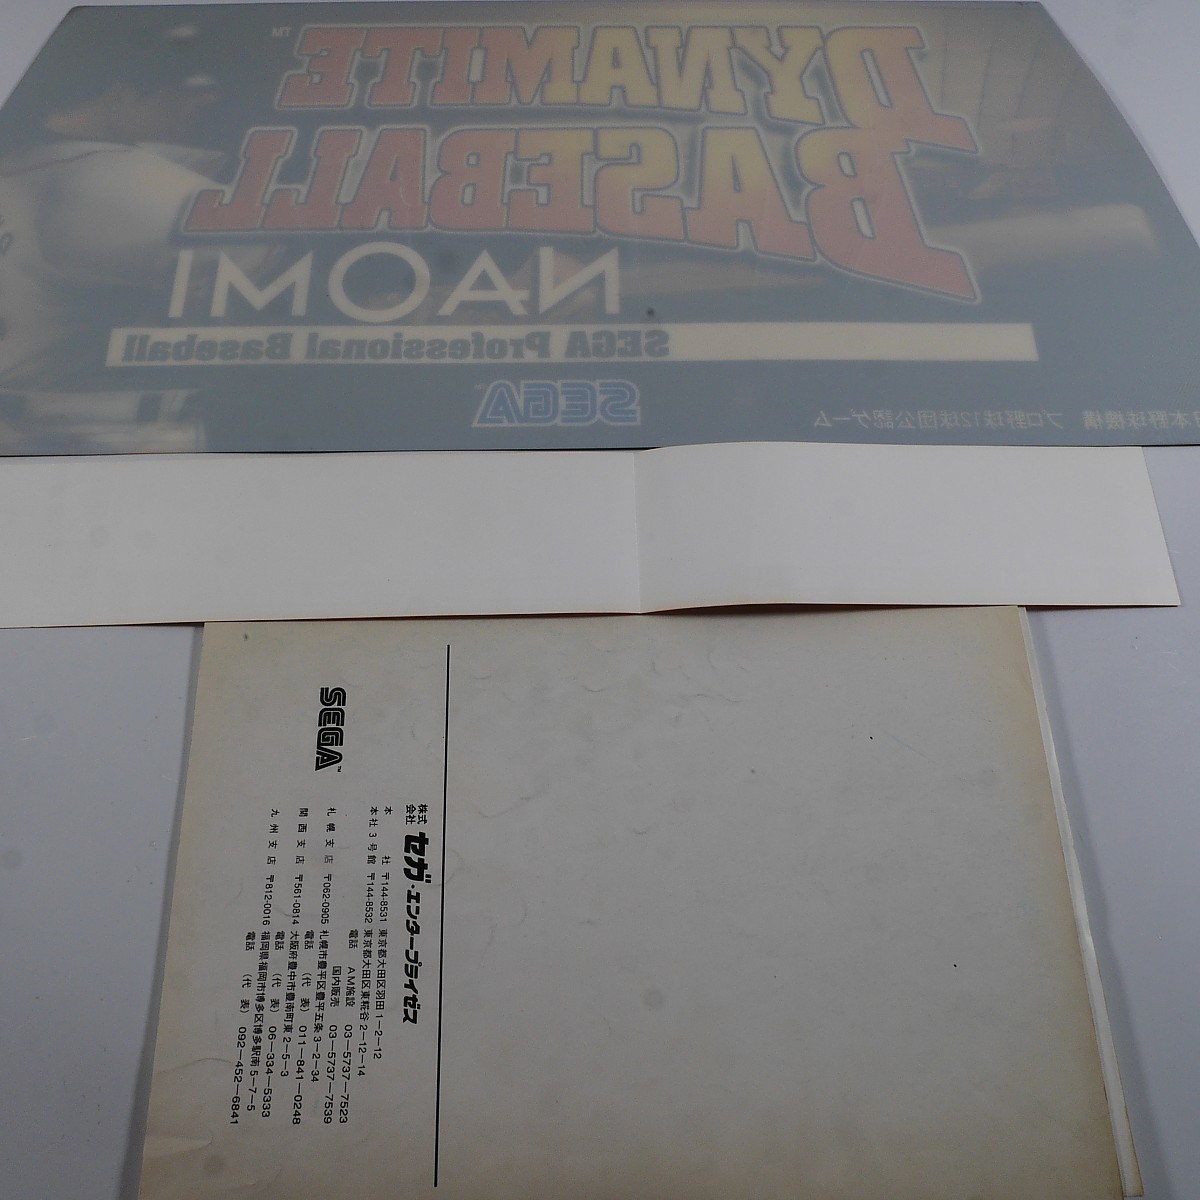 DYNAMITE™
BASEBALL
NAOMI
SEGA Professional Baseball
SEGA™
日本野球機構 プロ野球12球団公認ゲーム
SEGA™
株式会社 セガ・エンタープライゼス
本社 〒144-8531 東京都大田区羽田1-2-12
本社3号館 〒144-8532 東京都大田区東糀谷2-12-14
電話 AM施設 03-5737-7523
国内販売 03-5737-7539
札幌支店 〒062-0905 札幌市豊平区豊平五条3-2-34
電話 (代表) 011-841-0248
関西支店 〒561-0814 大阪府豊中市豊南町東2-5-3
電話 (代表) 06-334-5333
九州支店 〒812-0016 福岡県福岡市博多区博多駅南5-7-5
電話 (代表) 092-452-6841